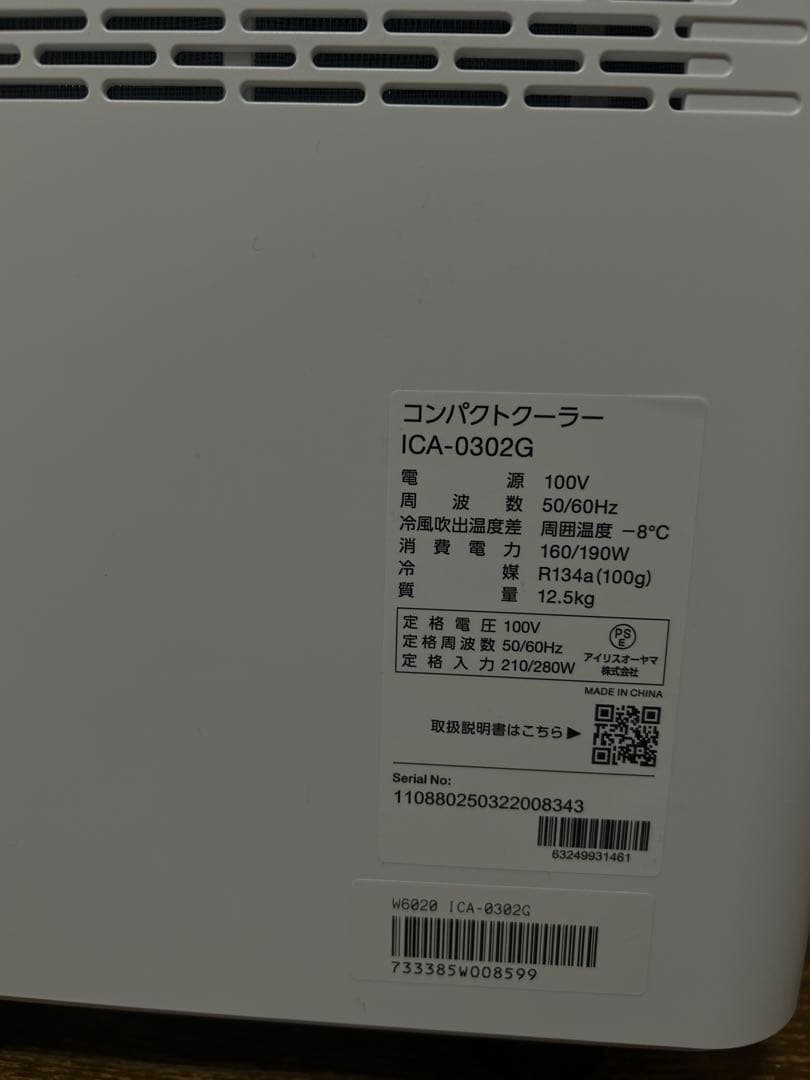 コンパクトクーラー
ICA-0302G
電源 100V
周波数 50/60Hz
冷風吹出温度差 周囲温度 −8℃
消費電力 160/190W
冷媒 R134a(100g)
質量 12.5kg
定格電圧 100V
定格周波数 50/60Hz
定格入力 210/280W
PS
E
アイリスオーヤマ
株式会社
MADE IN CHINA
取扱説明書はこちら▶
Serial No:
110880250322008343
63249931461
W6020 ICA-0302G
733385W008599